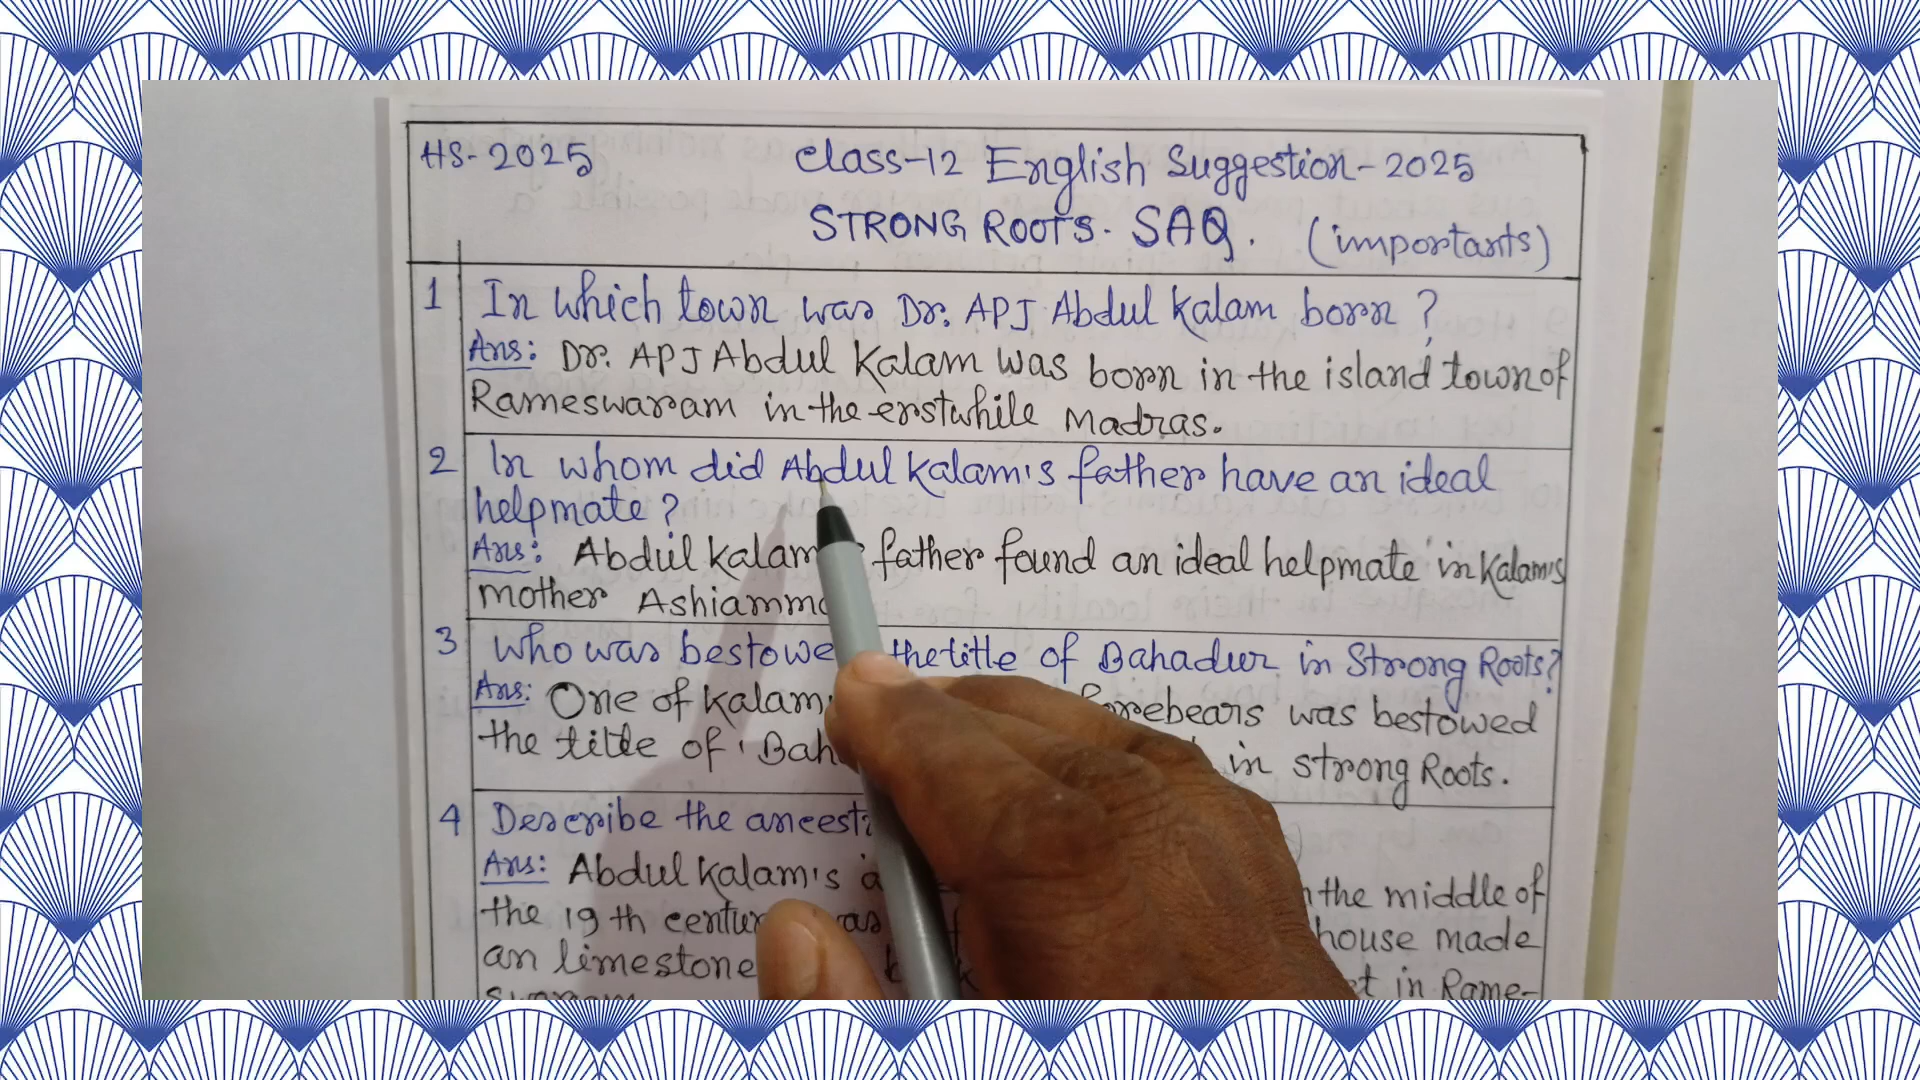 HS-2025
Class-12 English Suggestion-2025
STRONG ROOTS. SAQ. (importants)
1 In which town was Dr. APJ Abdul Kalam born?
Ans: Dr. APJ Abdul Kalam was born in the island town of
Rameswaram in the erstwhile Madras.
2 In whom did Abdul Kalam's father have an ideal
helpmate?
Ans: Abdul Kalam father found an ideal helpmate in Kalam's
mother
3 Who was the title of Bahadur in Strong Roots?
Ans: One of forebears was bestowed
the title of in strong Roots.
4 Describe the
Ans: Abdul Kalam's the middle of
the 19 th house made
an limestone
in Rame-